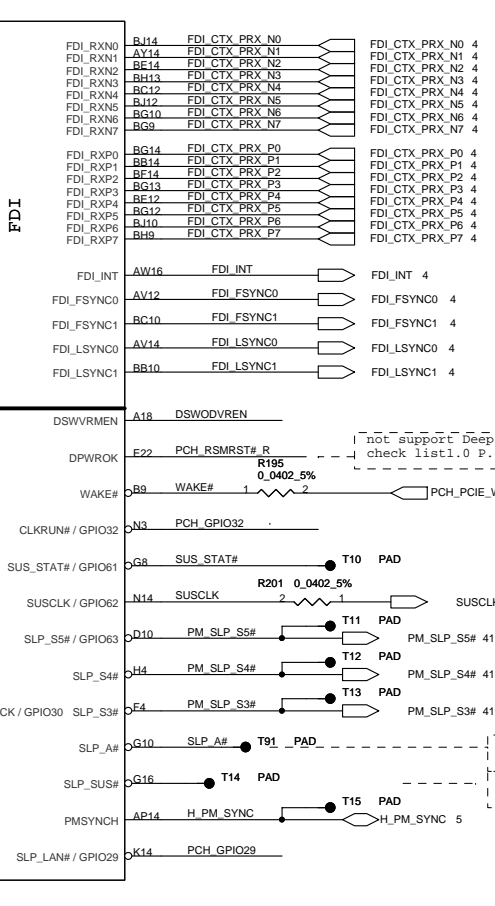 FDI
FDI_RXN0 BJ14 FDI_CTX_PRX_N0 FDI_CTX_PRX_N0 4
FDI_RXN1 AY14 FDI_CTX_PRX_N1 FDI_CTX_PRX_N1 4
FDI_RXN2 BE14 FDI_CTX_PRX_N2 FDI_CTX_PRX_N2 4
FDI_RXN3 BH13 FDI_CTX_PRX_N3 FDI_CTX_PRX_N3 4
FDI_RXN4 BC12 FDI_CTX_PRX_N4 FDI_CTX_PRX_N4 4
FDI_RXN5 BJ12 FDI_CTX_PRX_N5 FDI_CTX_PRX_N5 4
FDI_RXN6 BG10 FDI_CTX_PRX_N6 FDI_CTX_PRX_N6 4
FDI_RXN7 BG9 FDI_CTX_PRX_N7 FDI_CTX_PRX_N7 4
FDI_RXP0 BG14 FDI_CTX_PRX_P0 FDI_CTX_PRX_P0 4
FDI_RXP1 BB14 FDI_CTX_PRX_P1 FDI_CTX_PRX_P1 4
FDI_RXP2 BF14 FDI_CTX_PRX_P2 FDI_CTX_PRX_P2 4
FDI_RXP3 BG13 FDI_CTX_PRX_P3 FDI_CTX_PRX_P3 4
FDI_RXP4 BE12 FDI_CTX_PRX_P4 FDI_CTX_PRX_P4 4
FDI_RXP5 BG12 FDI_CTX_PRX_P5 FDI_CTX_PRX_P5 4
FDI_RXP6 BJ10 FDI_CTX_PRX_P6 FDI_CTX_PRX_P6 4
FDI_RXP7 BH9 FDI_CTX_PRX_P7 FDI_CTX_PRX_P7 4
FDI_INT AW16 FDI_INT FDI_INT 4
FDI_FSYNC0 AV12 FDI_FSYNC0 FDI_FSYNC0 4
FDI_FSYNC1 BC10 FDI_FSYNC1 FDI_FSYNC1 4
FDI_LSYNC0 AV14 FDI_LSYNC0 FDI_LSYNC0 4
FDI_LSYNC1 BB10 FDI_LSYNC1 FDI_LSYNC1 4
DSWVRMEN A18 DSWODVREN
not support Deep
check list1.0 P.
DPWROK E22 PCH_RSMRST#_R
R195
0_0402_5%
WAKE# B9 WAKE# 1 2 PCH_PCIE_W
CLKRUN# / GPIO32 N3 PCH_GPIO32
SUS_STAT# / GPIO61 G8 SUS_STAT# T10 PAD
R201 0_0402_5%
SUSCLK / GPIO62 N14 SUSCLK 2 1 SUSCLK
T11 PAD
SLP_S5# / GPIO63 D10 PM_SLP_S5# PM_SLP_S5# 41
T12 PAD
SLP_S4# H4 PM_SLP_S4# PM_SLP_S4# 41
T13 PAD
CK / GPIO30 SLP_S3# F4 PM_SLP_S3# PM_SLP_S3# 41
SLP_A# G10 SLP_A# T91 PAD
SLP_SUS# G16 T14 PAD
T15 PAD
PMSYNCH AP14 H_PM_SYNC H_PM_SYNC 5
SLP_LAN# / GPIO29 K14 PCH_GPIO29